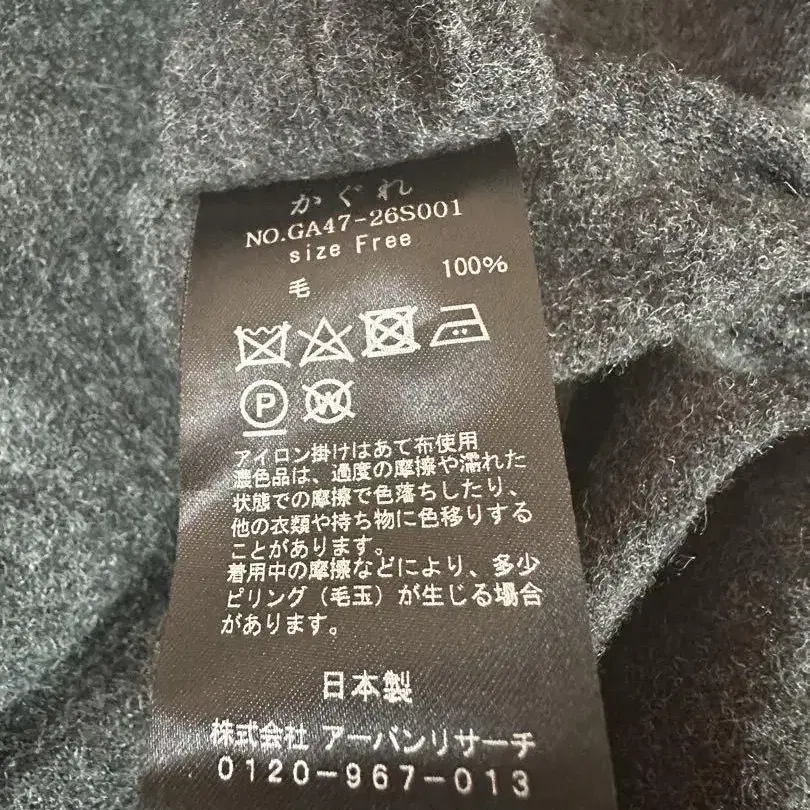 かぐれ
NO.GA47-26S001
size Free
毛 100%
P W
アイロン掛けはあて布使用
濃色品は、過度の摩擦や濡れた
状態での摩擦で色落ちしたり、
他の衣類や持ち物に色移りする
ことがあります。
着用中の摩擦などにより、多少
ピリング（毛玉）が生じる場合
があります。
日本製
株式会社 アーバンリサーチ
0120-967-013